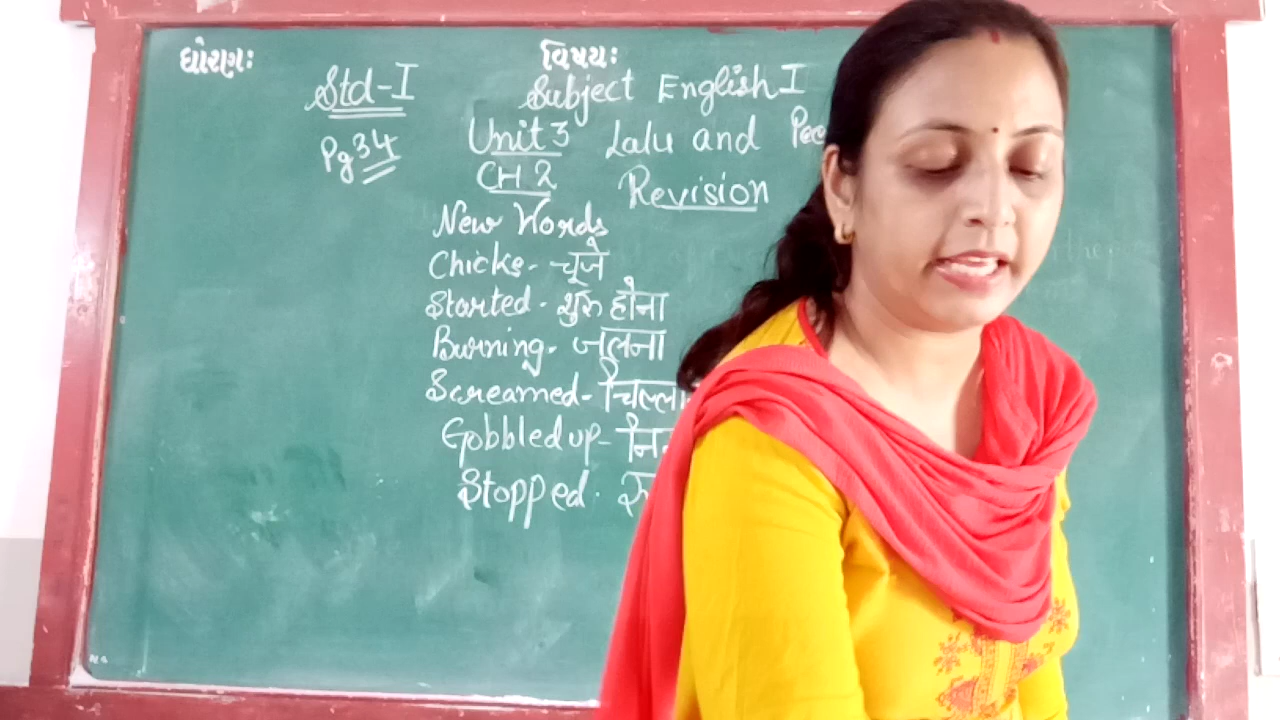 ધોરણઃ વિષયઃ
Std-I Subject English I
Pg 34 Unit 3 Lalu and
CH 2 Revision
New Words
Chicks - चूजे
Started - शुरू होना
Burning - जलना
Screamed -
Gobbled up -
Stopped -